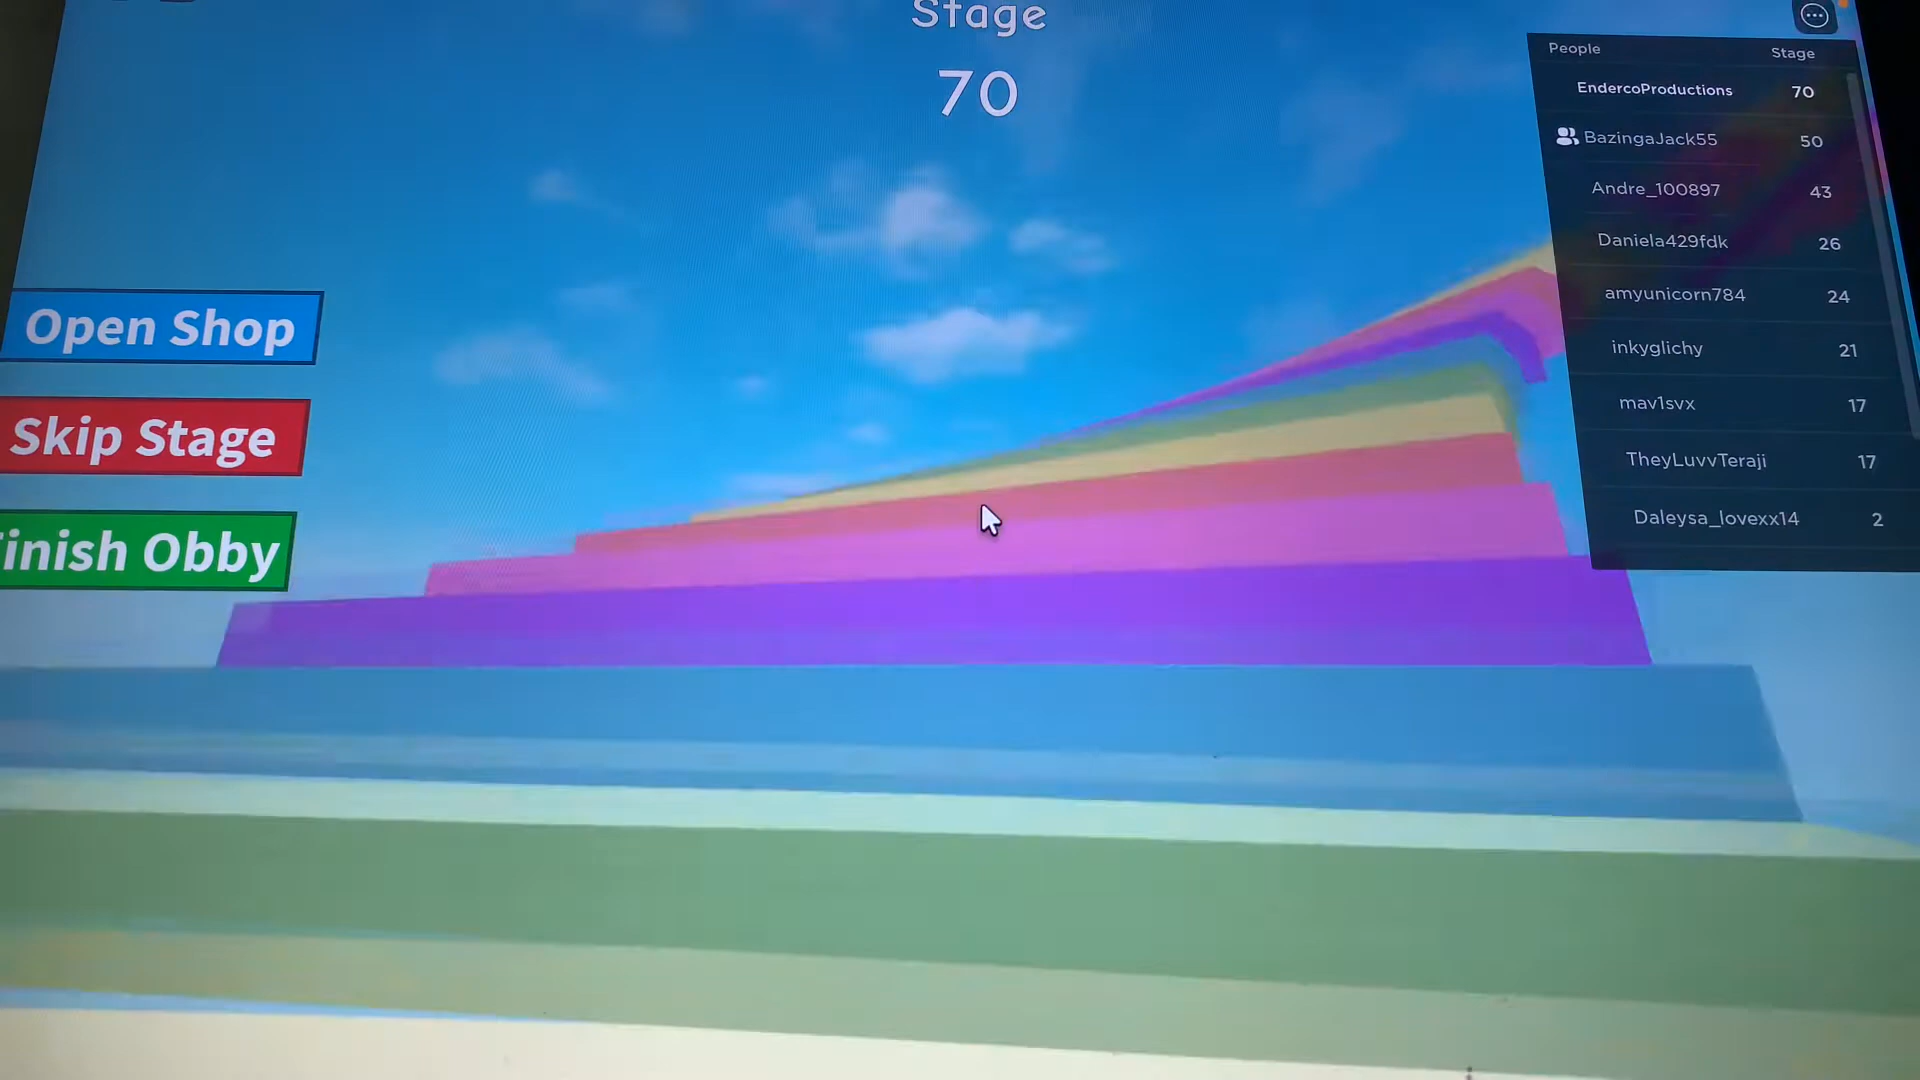 Stage
70
People Stage
EndercoProductions 70
BazingaJack55 50
Andre_100897 43
Daniela429fdk 26
amyunicorn784 24
inkyglichy 21
mav1svx 17
TheyLuvvTeraji 17
Daleysa_lovexx14 2
Open Shop
Skip Stage
inish Obby